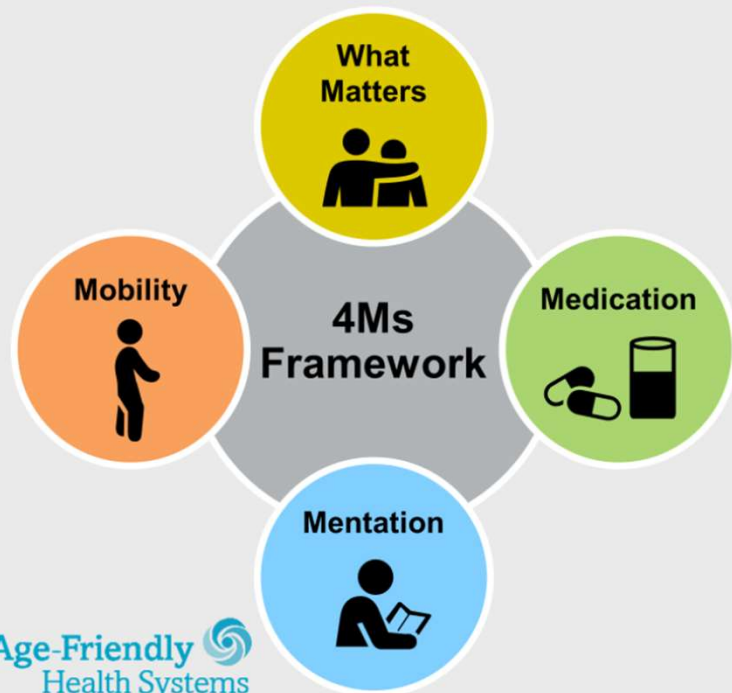 What
Matters
Mobility
4Ms
Framework
Medication
Mentation
Age-Friendly
Health Systems